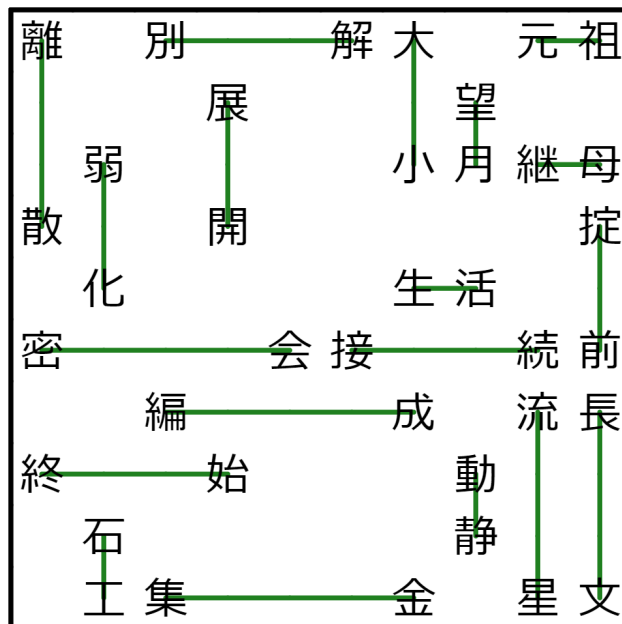 離 別 解 大 元 祖
展 望
弱 小 月 継 母
散 開 掟
化 生 活
密 会 接 続 前
編 成 流 長
終 始 動
石 静
工 集 金 星 文